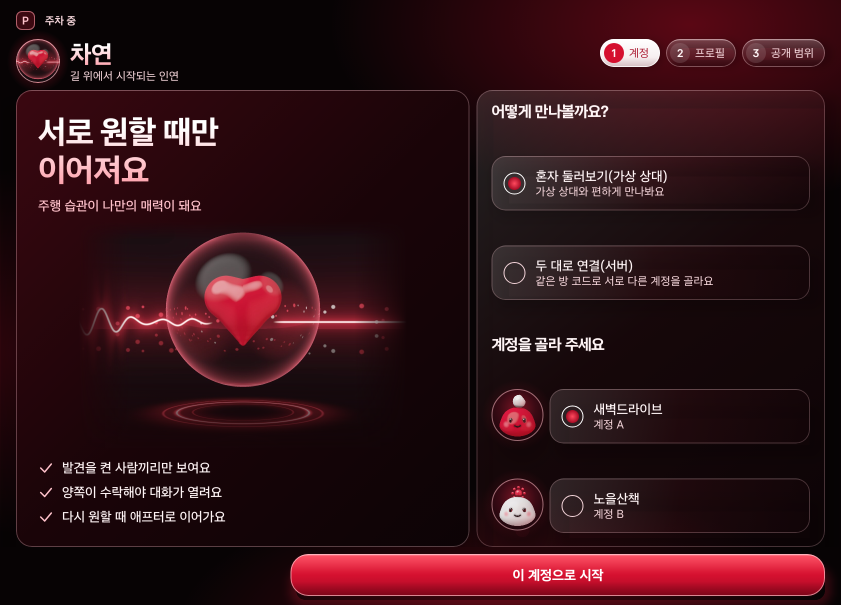 P 주차 중
차연
길 위에서 시작되는 인연
1 계정
2 프로필
3 공개 범위
서로 원할 때만
이어져요
주행 습관이 나만의 매력이 돼요
발견을 켠 사람끼리만 보여요
양쪽이 수락해야 대화가 열려요
다시 원할 때 애프터로 이어가요
어떻게 만나볼까요?
혼자 둘러보기(가상 상대)
가상 상대와 편하게 만나봐요
두 대로 연결(서버)
같은 방 코드로 서로 다른 계정을 골라요
계정을 골라 주세요
새벽드라이브
계정 A
노을산책
계정 B
이 계정으로 시작